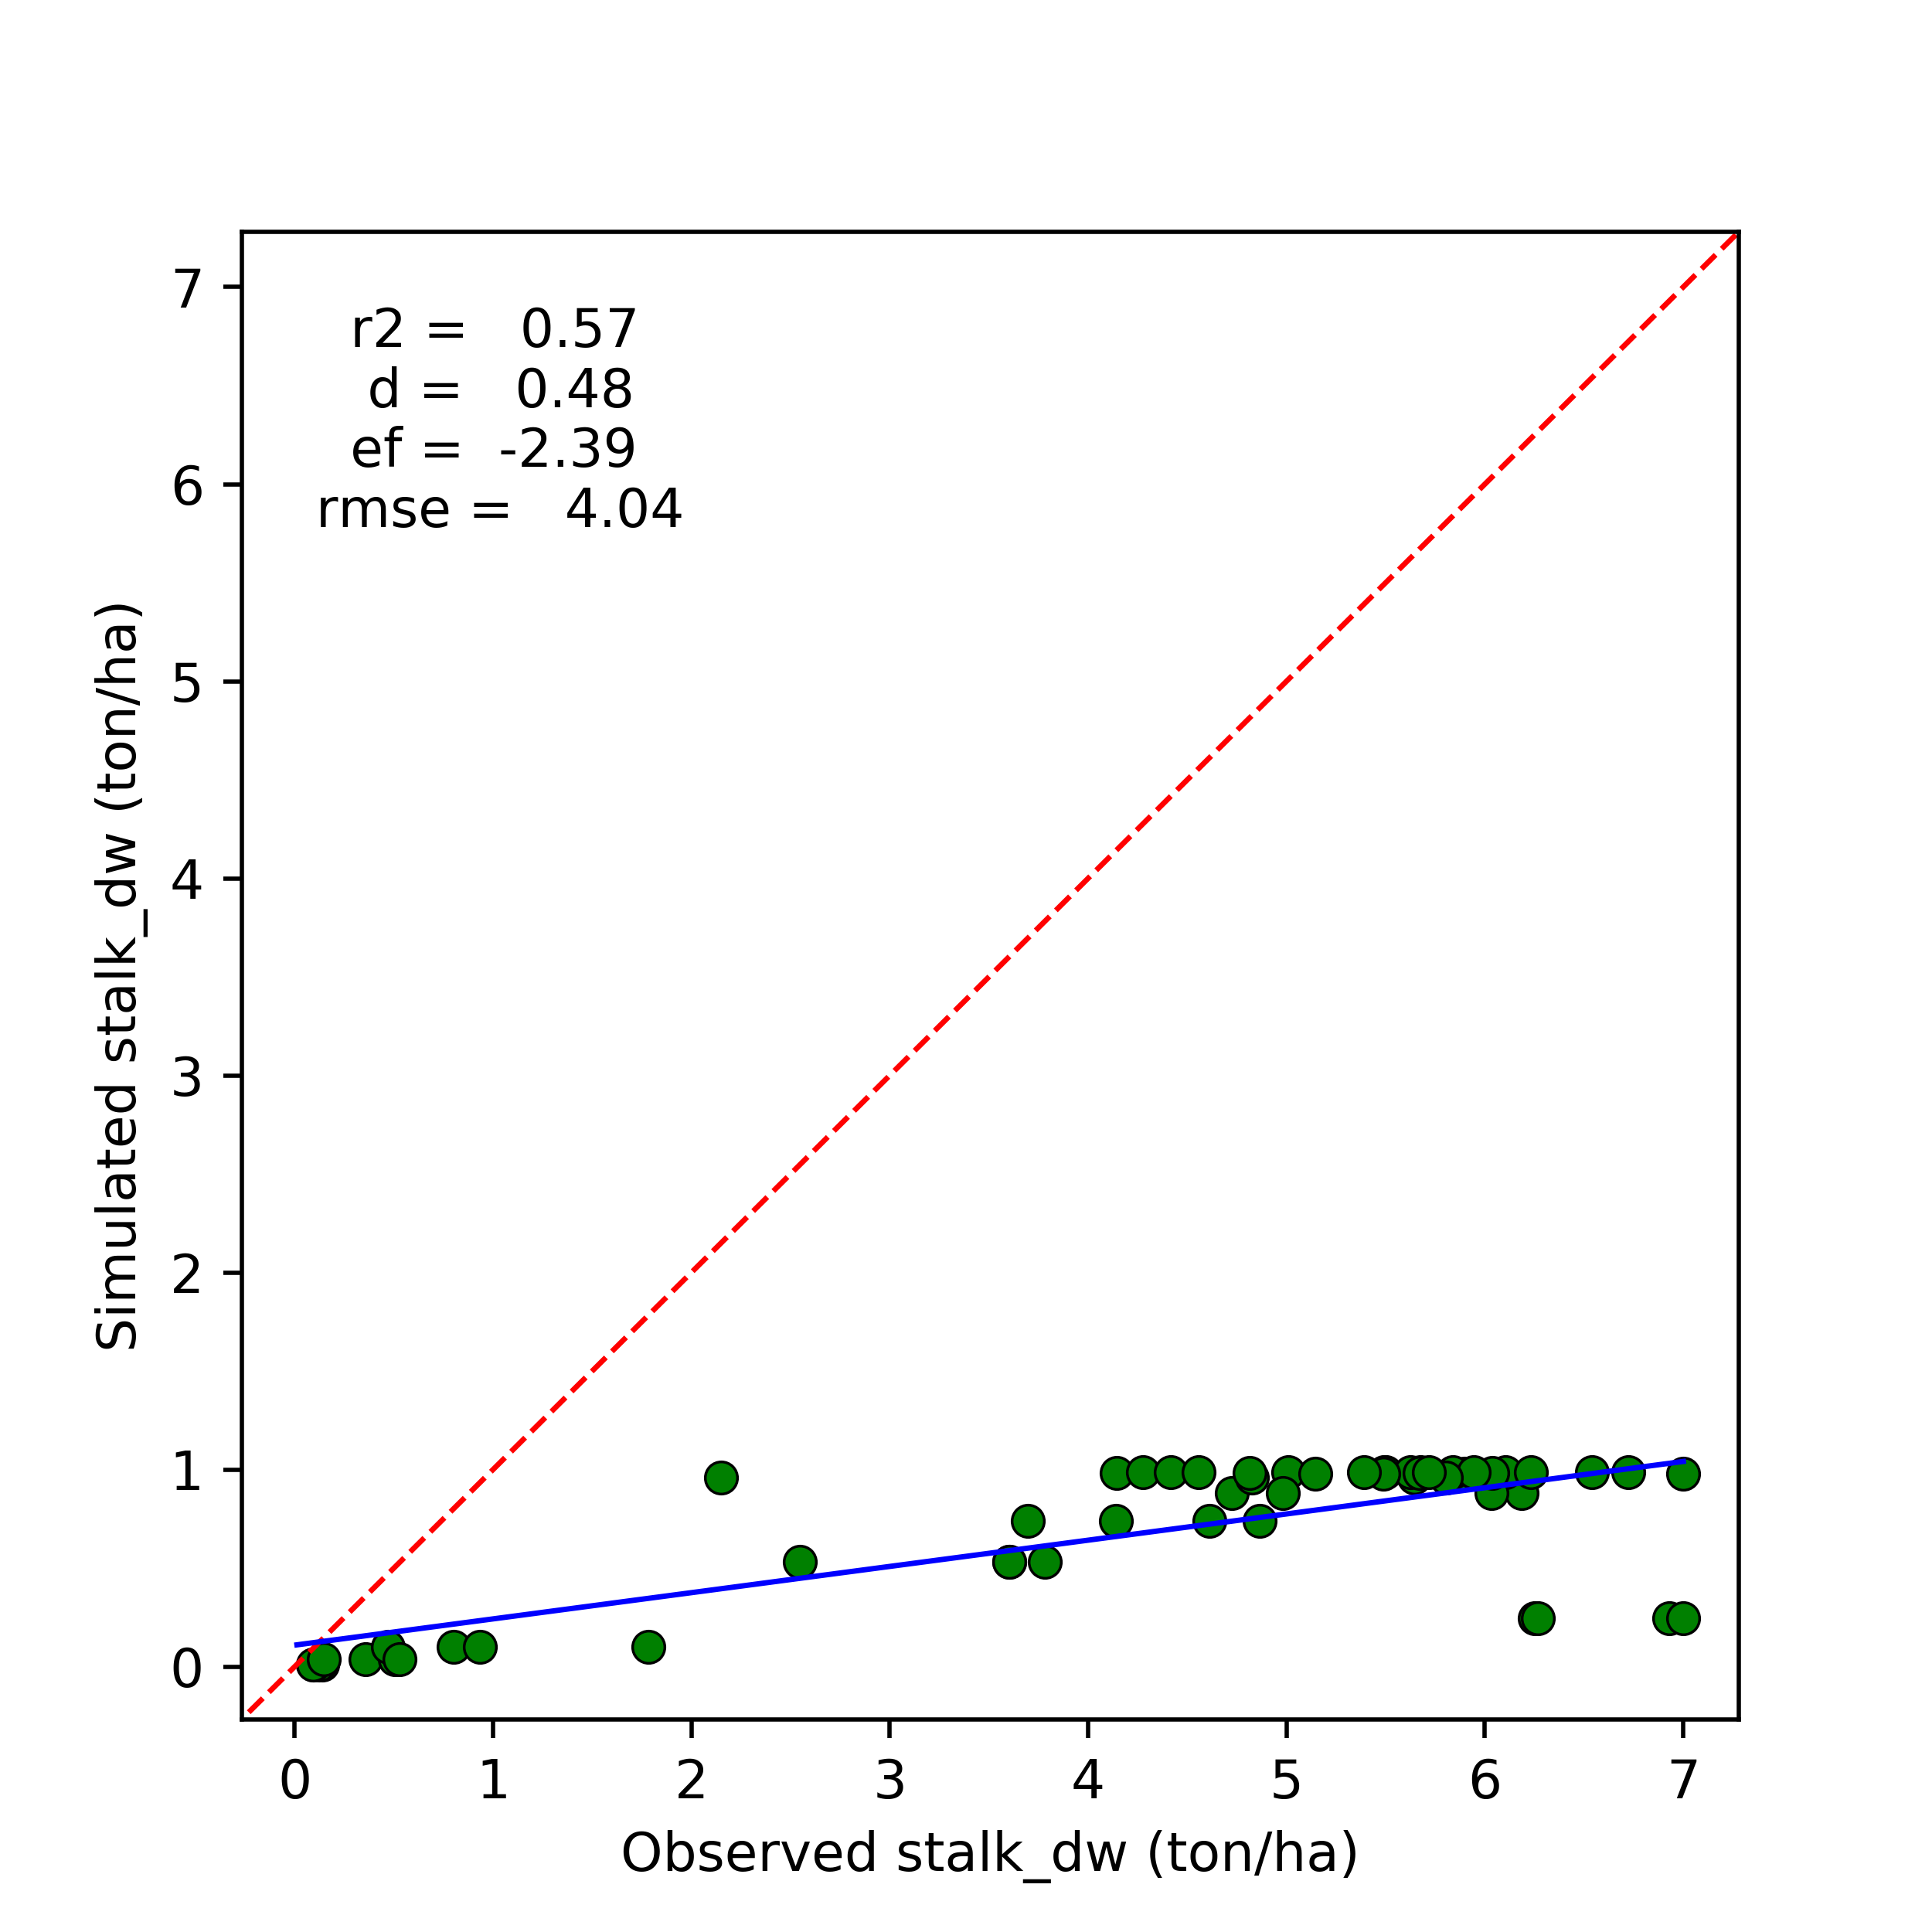 r2 = 0.57
d = 0.48
ef = -2.39
rmse = 4.04
7
6
5
4
3
2
1
0
Simulated stalk_dw (ton/ha)
0 1 2 3 4 5 6 7
Observed stalk_dw (ton/ha)